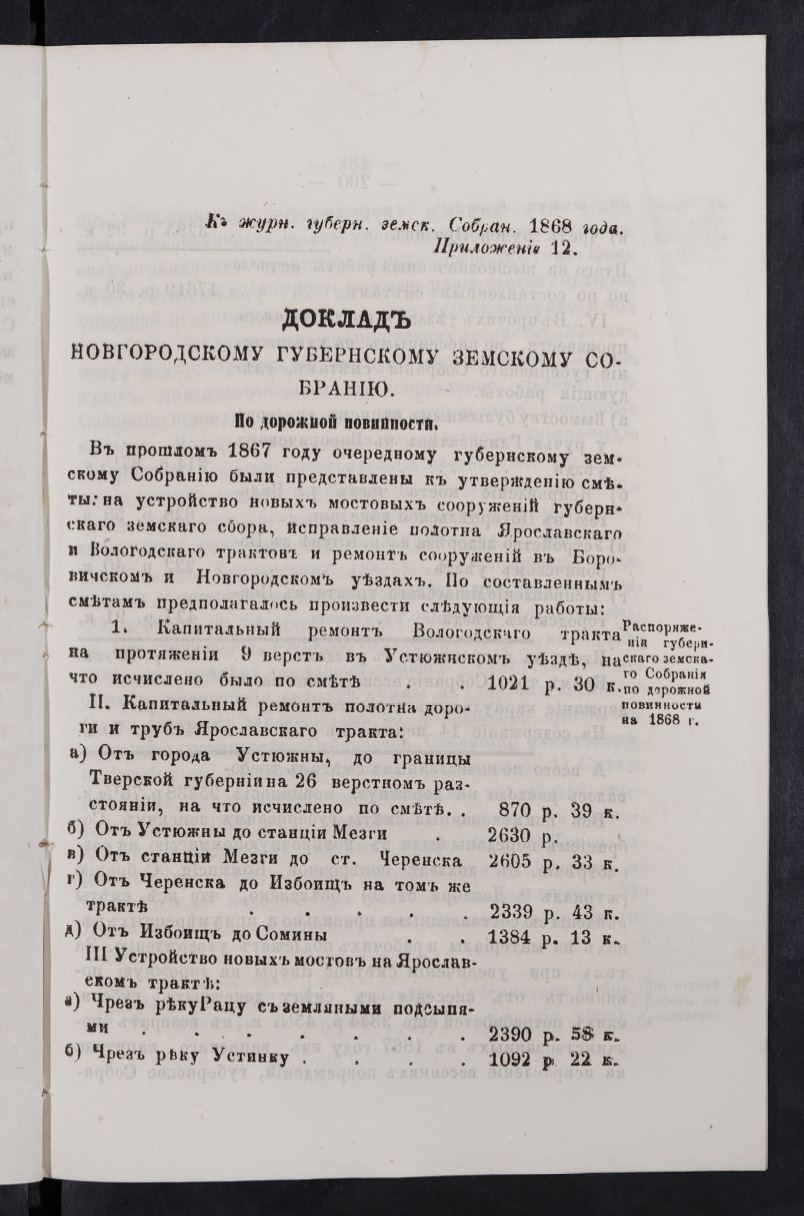 Къ журн. губерн. земск. Собран. 1868 года.
Приложеніе 12.
ДОКЛАДЪ
НОВГОРОДСКОМУ ГУБЕРНСКОМУ ЗЕМСКОМУ СО-
БРАНІЮ.
По дорожной повинности.
Въ прошломъ 1867 году очередному губернскому зем-
скому Собранію были представлены къ утвержденію смѣ-
ты: на устройство новыхъ мостовыхъ сооруженій губерн-
скаго земскаго сбора, исправленіе полотна Ярославскаго
и Вологодскаго трактовъ и ремонтъ сооруженій въ Боро-
вичскомъ и Новгородскомъ уѣздахъ. По составленнымъ
смѣтамъ предполагалось произвести слѣдующія работы:
1. Капитальный ремонтъ Вологодскаго тракта
на протяженіи 9 верстъ въ Устюжнскомъ уѣздѣ, на
что исчислено было по смѣтѣ . . 1021 р. 30 к.
Распоряже-
ній губерн-
скаго земска-
го Собранія
по дорожной
повинности
на 1868 г.
II. Капитальный ремонтъ полотна доро-
ги и трубъ Ярославскаго тракта:
а) Отъ города Устюжны, до границы
Тверской губерніи на 26 верстномъ раз-
стояніи, на что исчислено по смѣтѣ. . 870 р. 39 к.
б) Отъ Устюжны до станціи Мезги . 2630 р.
в) Отъ станціи Мезги до ст. Черенска 2605 р. 33 к.
г) Отъ Черенска до Избоищъ на томъ же
трактѣ . . . . . 2339 р. 43 к.
д) Отъ Избоищъ до Сомины . . 1384 р. 13 к.
III Устройство новыхъ мостовъ на Ярослав-
скомъ трактѣ:
а) Чрезъ рѣку Рацу съ земляными подсыпя-
ми . . . . . . . 2390 р. 58 к.
б) Чрезъ рѣку Устинку . . . . 1092 р 22 к.